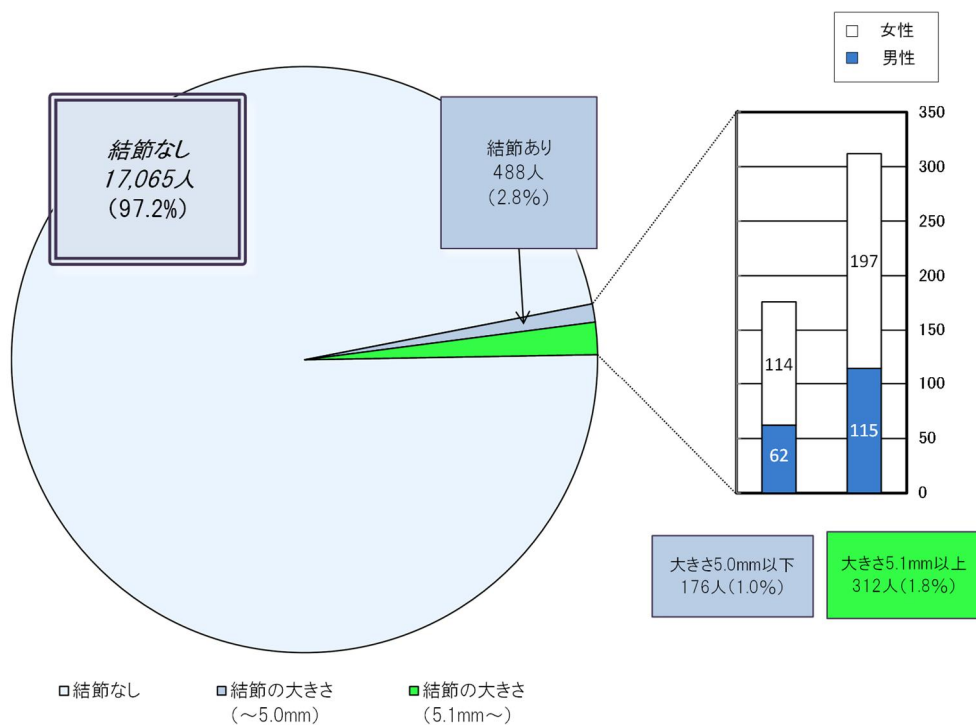 女性
男性
結節なし
17,065人
(97.2%)
結節あり
488人
(2.8%)
350
300
250
200
150
100
50
0
197
114
115
62
大きさ5.0mm以下
176人(1.0%)
大きさ5.1mm以上
312人(1.8%)
結節なし
結節の大きさ
(～5.0mm)
結節の大きさ
(5.1mm～)